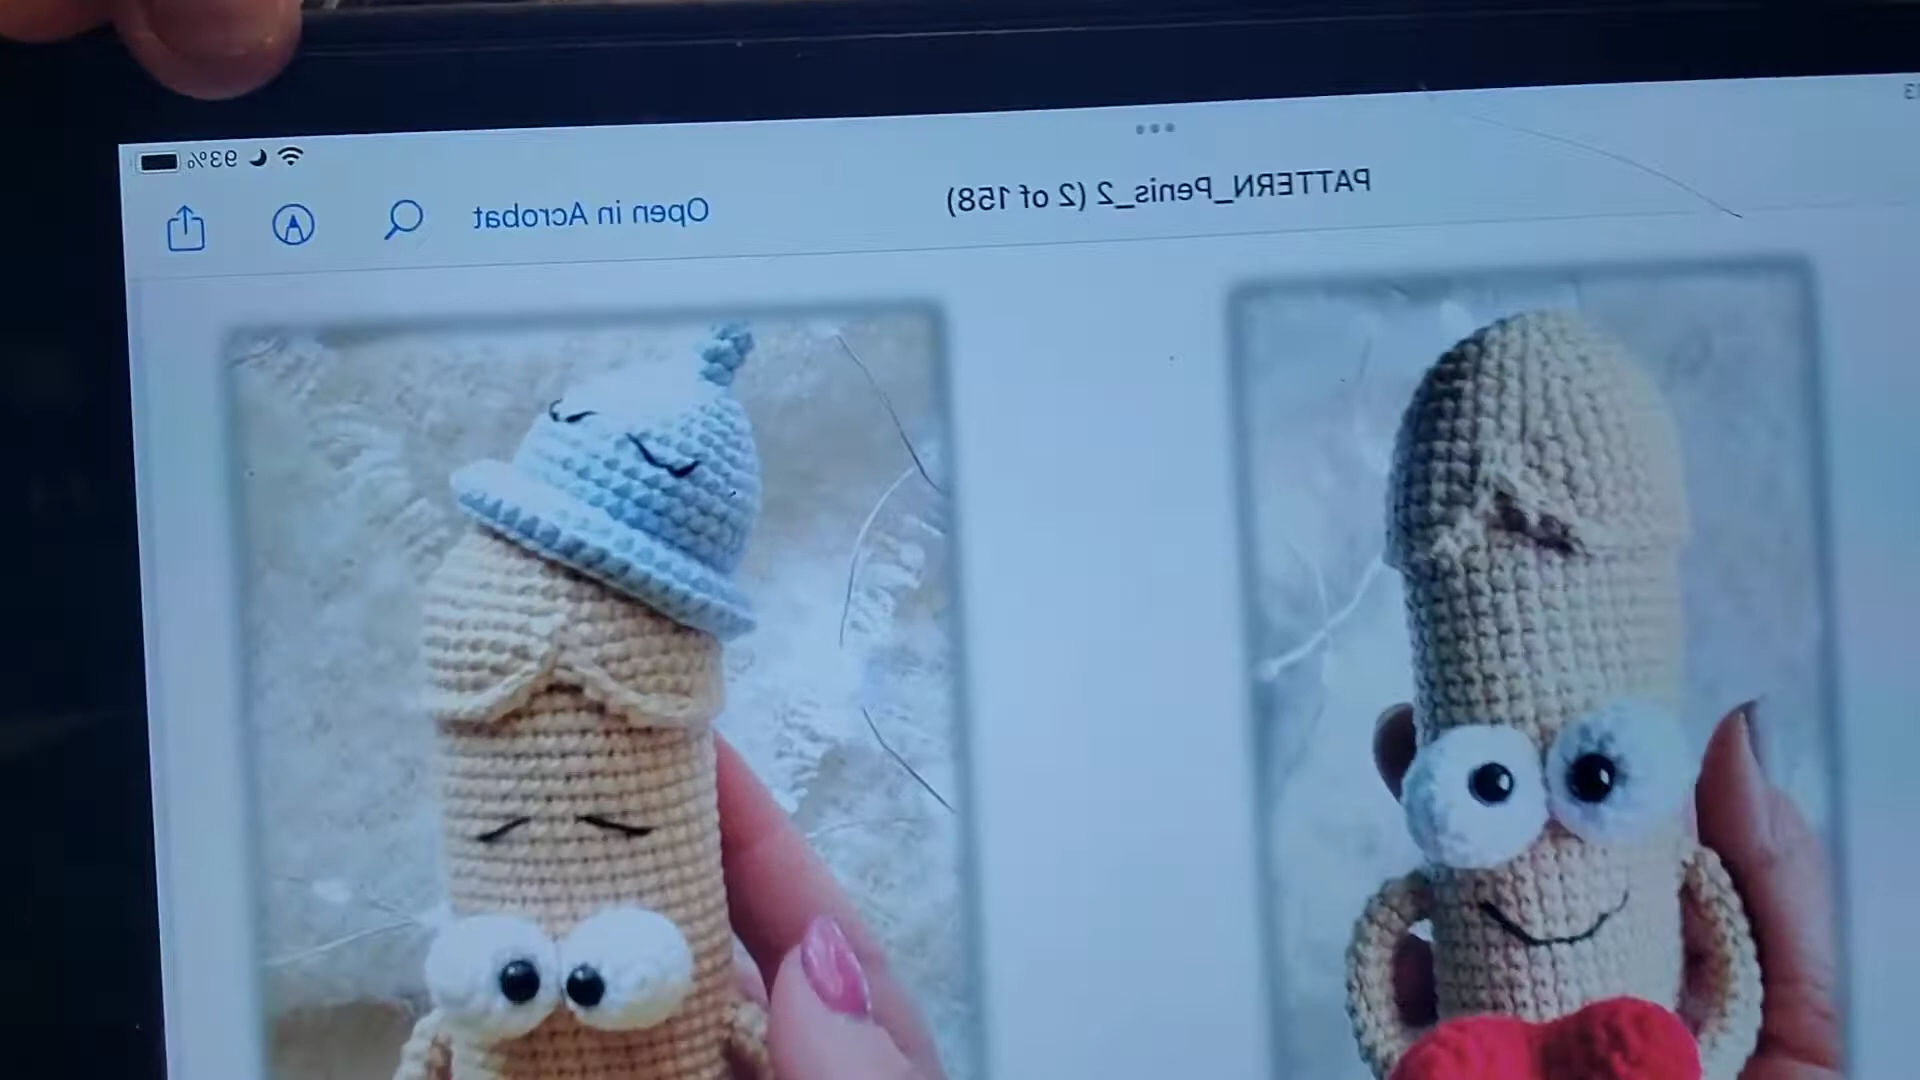 93%
Open in Acrobat
PATTERN_Penis_2 (2 of 158)